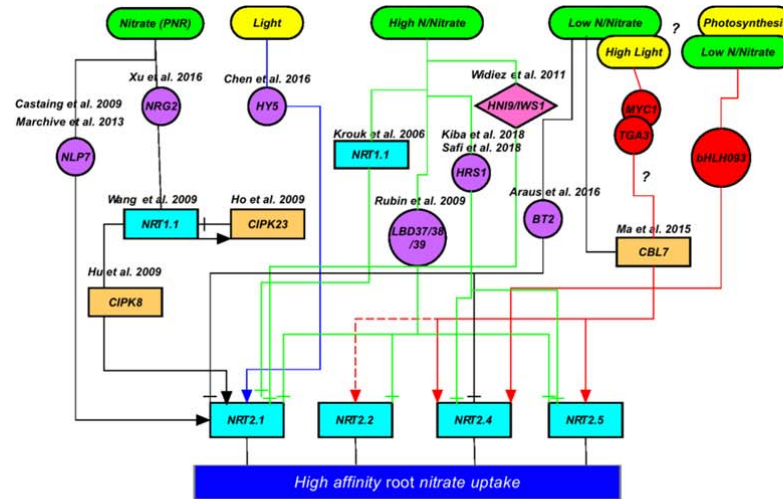 Nitrate (PNR)
Light
High N/Nitrate
Low N/Nitrate
?
Photosynthesi
High Light
Low N/Nitrate
Xu et al. 2016
Chen et al. 2016
Widiez et al. 2011
Castaing et al. 2009
Marchive et al. 2013
NRG2
HY5
HNI9/IWS1
MYC1
TGA3
Krouk et al. 2006
Kiba et al. 2018
Safi et al. 2018
NLP7
NRT1.1
HRS1
bHLH093
?
Wang et al. 2009
Ho et al. 2009
Rubin et al. 2009
Araus et al. 2016
NRT1.1
CIPK23
LBD37/38
/39
BT2
Ma et al. 2015
CBL7
Hu et al. 2009
CIPK8
NRT2.1
NRT2.2
NRT2.4
NRT2.5
High affinity root nitrate uptake